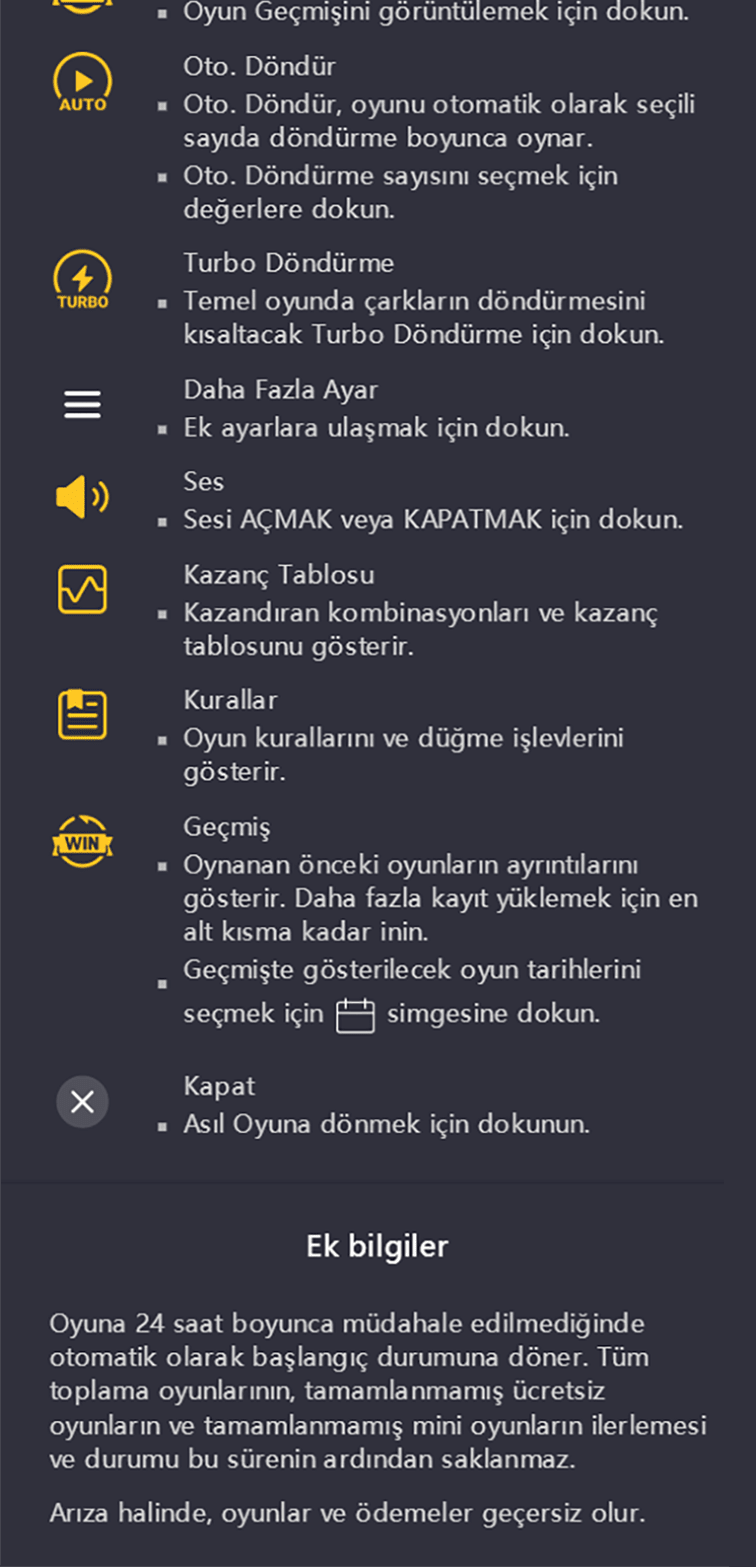 Oyun Geçmişini görüntülemek için dokun.
Oto. Döndür
AUTO
▪ Oto. Döndür, oyunu otomatik olarak seçili
sayıda döndürme boyunca oynar.
▪ Oto. Döndürme sayısını seçmek için
değerlere dokun.
Turbo Döndürme
TURBO
▪ Temel oyunda çarkların döndürmesini
kısaltacak Turbo Döndürme için dokun.
Daha Fazla Ayar
▪ Ek ayarlara ulaşmak için dokun.
Ses
▪ Sesi AÇMAK veya KAPATMAK için dokun.
Kazanç Tablosu
▪ Kazandıran kombinasyonları ve kazanç
tablosunu gösterir.
Kurallar
▪ Oyun kurallarını ve düğme işlevlerini
gösterir.
Geçmiş
WIN
▪ Oynanan önceki oyunların ayrıntılarını
gösterir. Daha fazla kayıt yüklemek için en
alt kısma kadar inin.
▪ Geçmişte gösterilecek oyun tarihlerini
seçmek için simgesine dokun.
Kapat
▪ Asıl Oyuna dönmek için dokunun.
Ek bilgiler
Oyuna 24 saat boyunca müdahale edilmediğinde
otomatik olarak başlangıç durumuna döner. Tüm
toplama oyunlarının, tamamlanmamış ücretsiz
oyunların ve tamamlanmamış mini oyunların ilerlemesi
ve durumu bu sürenin ardından saklanmaz.
Arıza halinde, oyunlar ve ödemeler geçersiz olur.